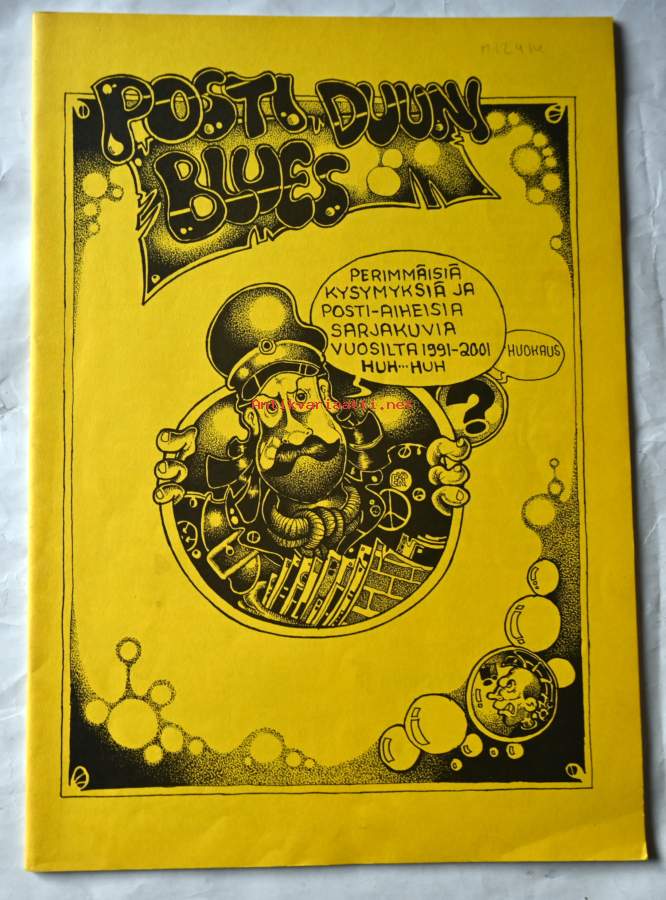 POSTI DUUNI
BLUES
PERIMMÄISIÄ
KYSYMYKSIÄ JA
POSTI-AIHEISIA
SARJAKUVIA
VUOSILTA 1991-2001
HUH...HUH
HUOKAUS
?
Antikvariaatti.net